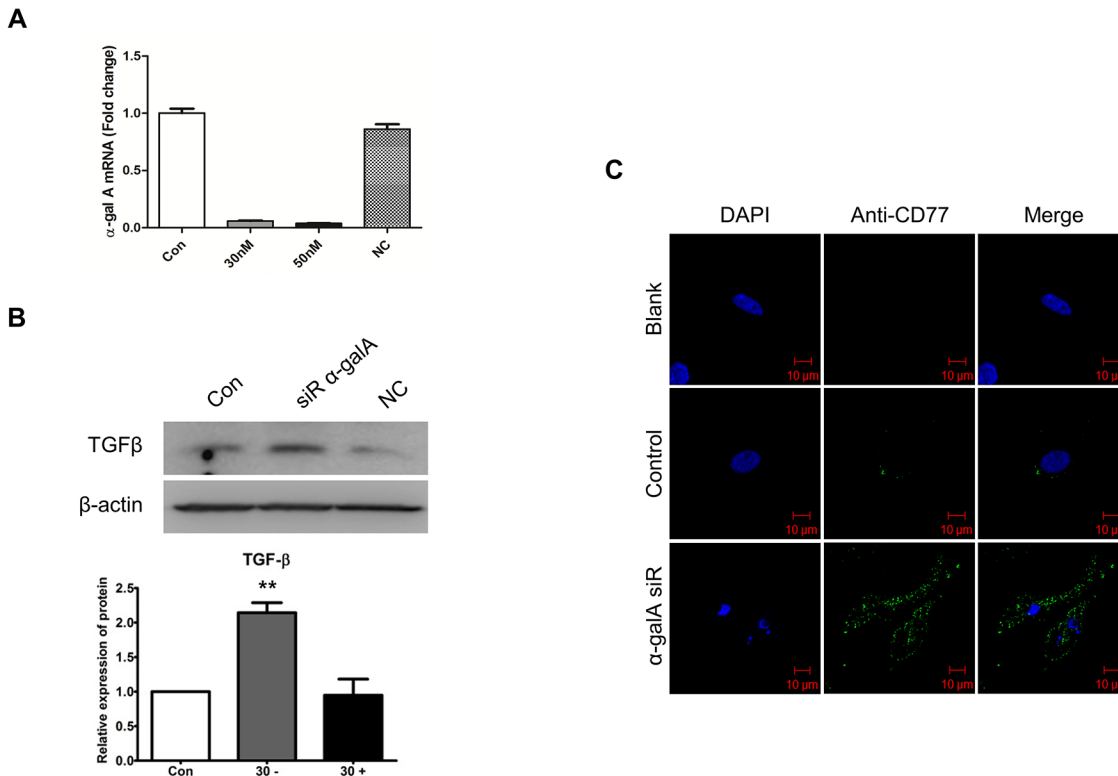 A
1.5
1.0
0.5
0.0
α-gal A mRNA (Fold change)
Con
30nM
50nM
NC
B
Con
siR α-galA
NC
TGFβ
β-actin
TGF-β
**
2.5
2.0
1.5
1.0
0.5
0.0
Relative expression of protein
Con
30 -
30 +
C
DAPI
Anti-CD77
Merge
Blank
10 µm
10 µm
10 µm
Control
10 µm
10 µm
10 µm
α-galA siR
10 µm
10 µm
10 µm